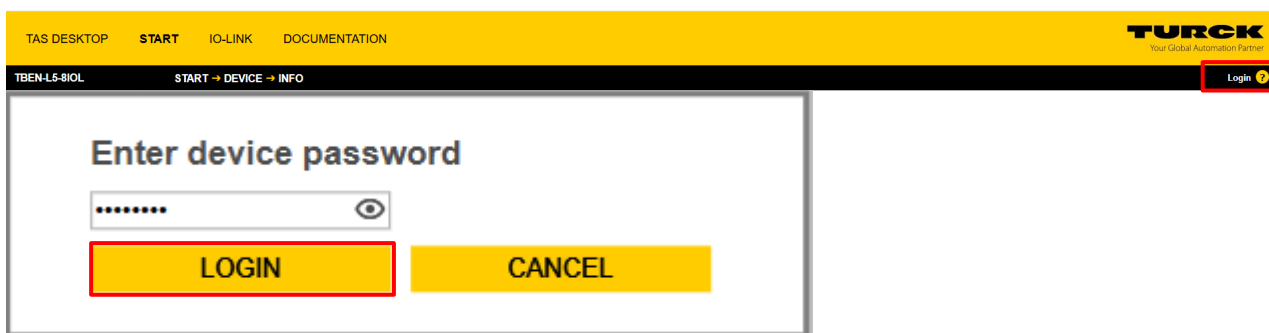 TAS DESKTOP START IO-LINK DOCUMENTATION
TURCK
Your Global Automation Partner
TBEN-L5-8IOL START ➔ DEVICE ➔ INFO Login ?
Enter device password
••••••••
LOGIN CANCEL